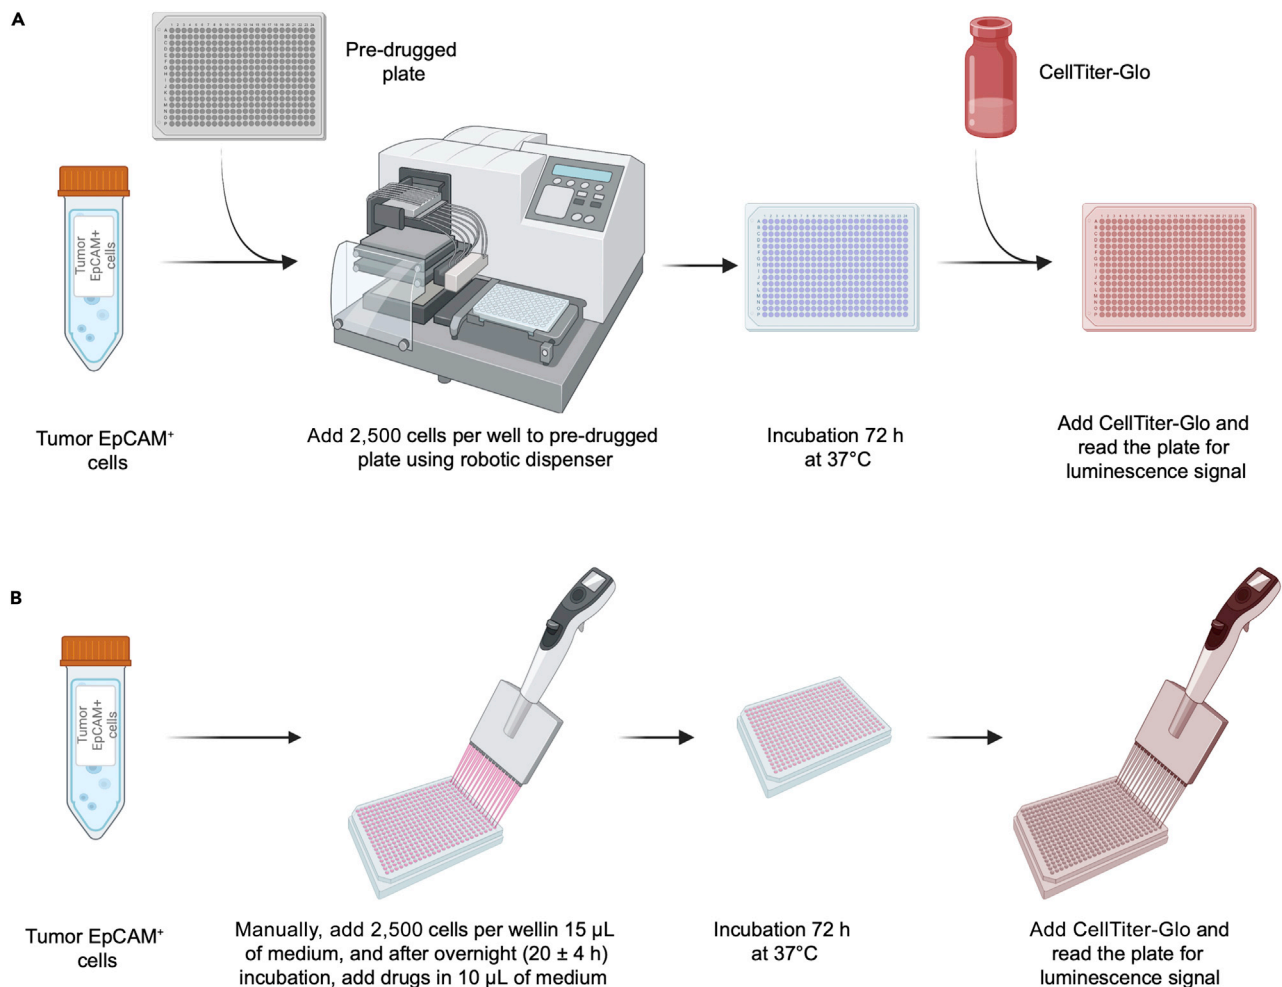 A
Pre-drugged
plate
CellTiter-Glo
Tumor
EpCAM+
cells
Tumor EpCAM⁺
cells
Add 2,500 cells per well to pre-drugged
plate using robotic dispenser
Incubation 72 h
at 37°C
Add CellTiter-Glo and
read the plate for
luminescence signal
B
Tumor
EpCAM+
cells
Tumor EpCAM⁺
cells
Manually, add 2,500 cells per wellin 15 µL
of medium, and after overnight (20 ± 4 h)
incubation, add drugs in 10 µL of medium
Incubation 72 h
at 37°C
Add CellTiter-Glo and
read the plate for
luminescence signal